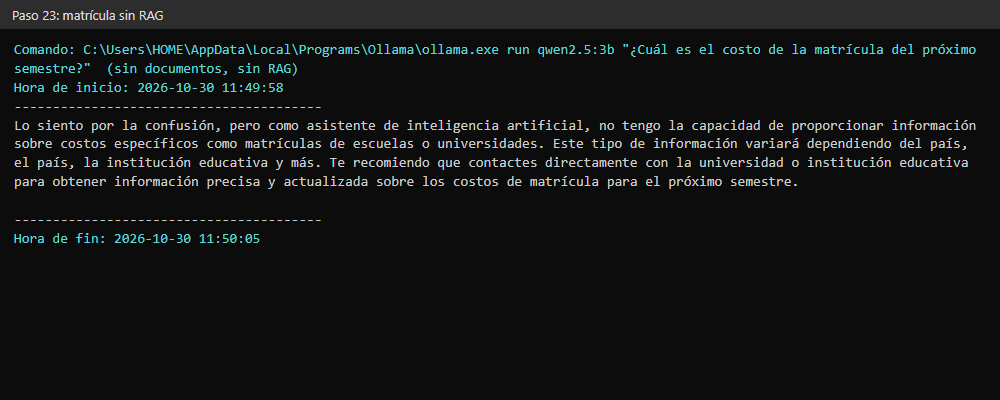 Paso 23: matrícula sin RAG
Comando: C:\Users\HOME\AppData\Local\Programs\Ollama\ollama.exe run qwen2.5:3b "¿Cuál es el costo de la matrícula del próximo
semestre?"  (sin documentos, sin RAG)
Hora de inicio: 2026-10-30 11:49:58
----------------------------------------
Lo siento por la confusión, pero como asistente de inteligencia artificial, no tengo la capacidad de proporcionar información
sobre costos específicos como matrículas de escuelas o universidades. Este tipo de información variará dependiendo del país,
el país, la institución educativa y más. Te recomiendo que contactes directamente con la universidad o institución educativa
para obtener información precisa y actualizada sobre los costos de matrícula para el próximo semestre.
----------------------------------------
Hora de fin: 2026-10-30 11:50:05